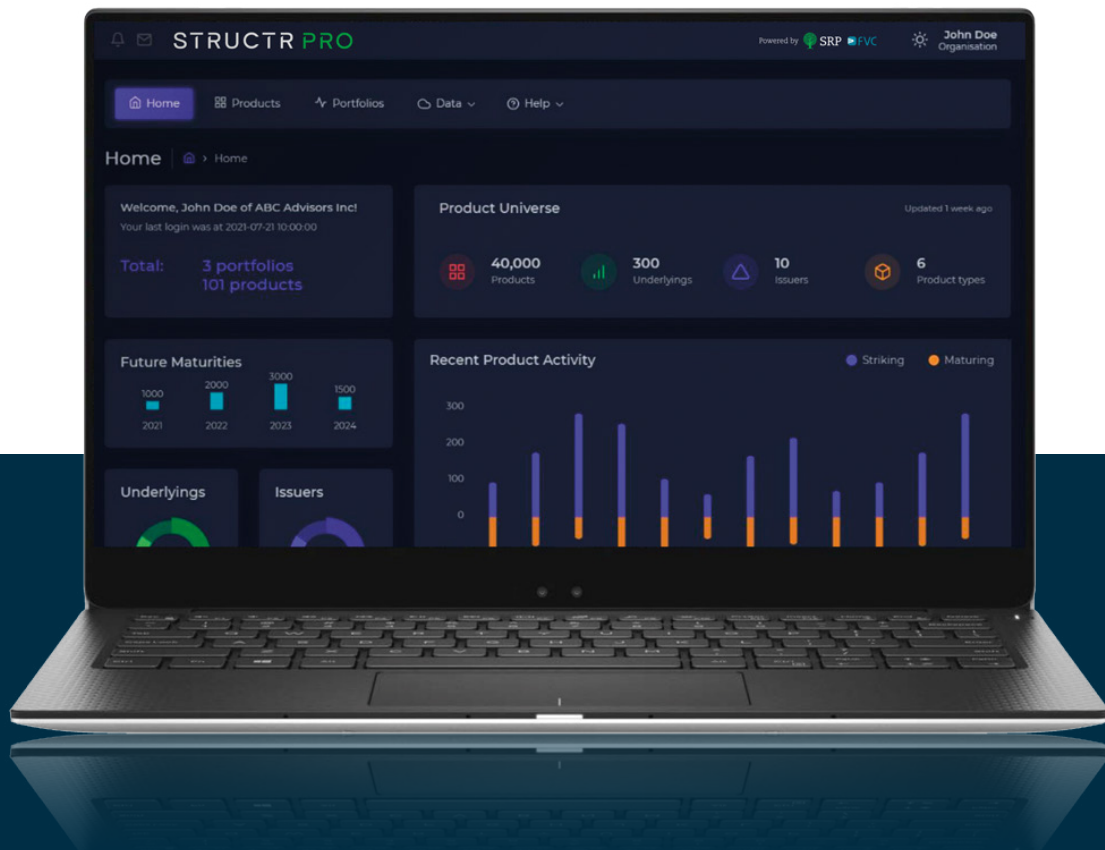 STRUCTR PRO
Powered by SRP FVC
John Doe
Organisation
Home
Products
Portfolios
Data
Help
Home
Home
Welcome, John Doe of ABC Advisors Inc!
Your last login was at 2021-07-21 10:00:00
Total:
3 portfolios
101 products
Product Universe
Updated 1 week ago
40,000
Products
300
Underlyings
10
Issuers
6
Product types
Future Maturities
1000
2000
3000
1500
2021
2022
2023
2024
Recent Product Activity
Striking
Maturing
300
200
100
0
Underlyings
Issuers